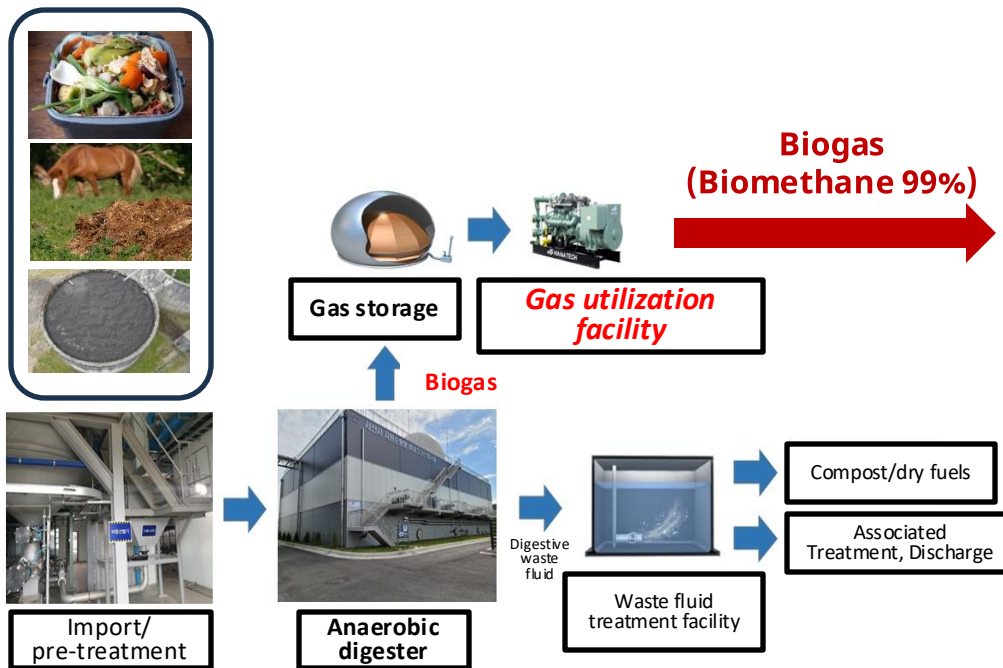 Biogas
(Biomethane 99%)
HANATECH
Gas storage
Gas utilization
facility
Biogas
Digestive
waste
fluid
Compost/dry fuels
Associated
Treatment, Discharge
Import/
pre-treatment
Anaerobic
digester
Waste fluid
treatment facility